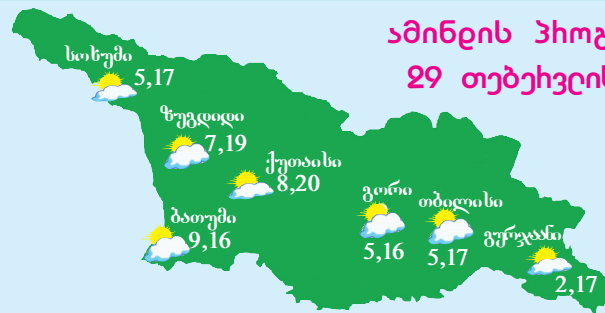 ამინდის პროგ
29 თებერვლის
სოხუმი
5,17
ზუგდიდი
7,19
ქუთაისი
8,20
ბათუმი
9,16
გორი
5,16
თბილისი
5,17
გურჯაანი
2,17